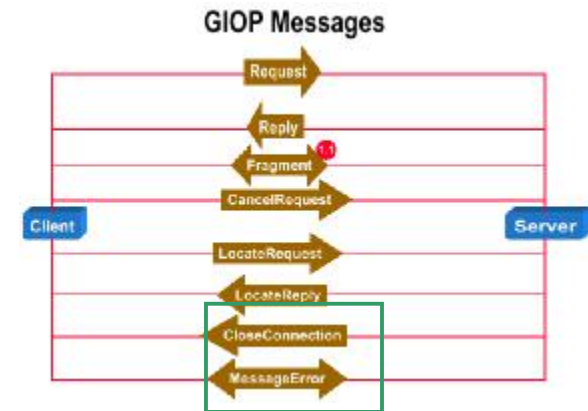 GIOP Messages
Request
Reply
1.1
Fragment
CancelRequest
Client
Server
LocateRequest
LocateReply
CloseConnection
MessageError